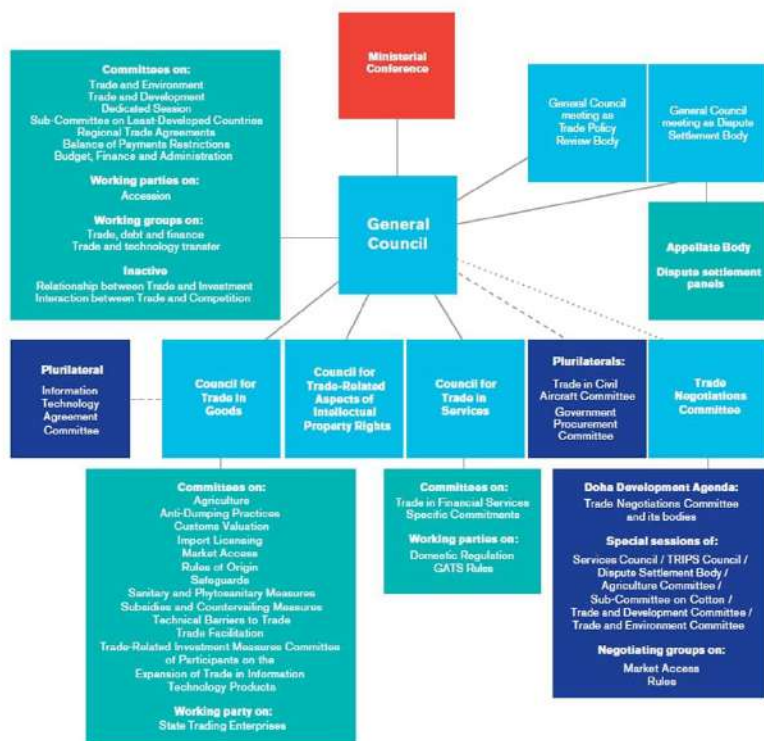 Ministerial
Conference
Committees on:
Trade and Environment
Trade and Development
Dedicated Session
Sub-Committee on Least-Developed Countries
Regional Trade Agreements
Balance of Payments Restrictions
Budget, Finance and Administration
Working parties on:
Accession
Working groups on:
Trade, debt and finance
Trade and technology transfer
Inactive
Relationship between Trade and Investment
Interaction between Trade and Competition
General Council
meeting as
Trade Policy
Review Body
General Council
meeting as Dispute
Settlement Body
General
Council
Appellate Body
Dispute settlement
panels
Plurilateral
Information
Technology
Agreement
Committee
Council for
Trade in
Goods
Council for
Trade-Related
Aspects of
Intellectual
Property Rights
Council for
Trade in
Services
Plurilaterals:
Trade in Civil
Aircraft Committee
Government
Procurement
Committee
Trade
Negotiations
Committee
Committees on:
Agriculture
Anti-Dumping Practices
Customs Valuation
Import Licensing
Market Access
Rules of Origin
Safeguards
Sanitary and Phytosanitary Measures
Subsidies and Countervailing Measures
Technical Barriers to Trade
Trade Facilitation
Trade-Related Investment Measures Committee
of Participants on the
Expansion of Trade in Information
Technology Products
Working party on:
State Trading Enterprises
Committees on:
Trade in Financial Services
Specific Commitments
Working parties on:
Domestic Regulation
GATS Rules
Doha Development Agenda:
Trade Negotiations Committee
and its bodies
Special sessions of:
Services Council / TRIPS Council /
Dispute Settlement Body /
Agriculture Committee /
Sub-Committee on Cotton /
Trade and Development Committee /
Trade and Environment Committee
Negotiating groups on:
Market Access
Rules